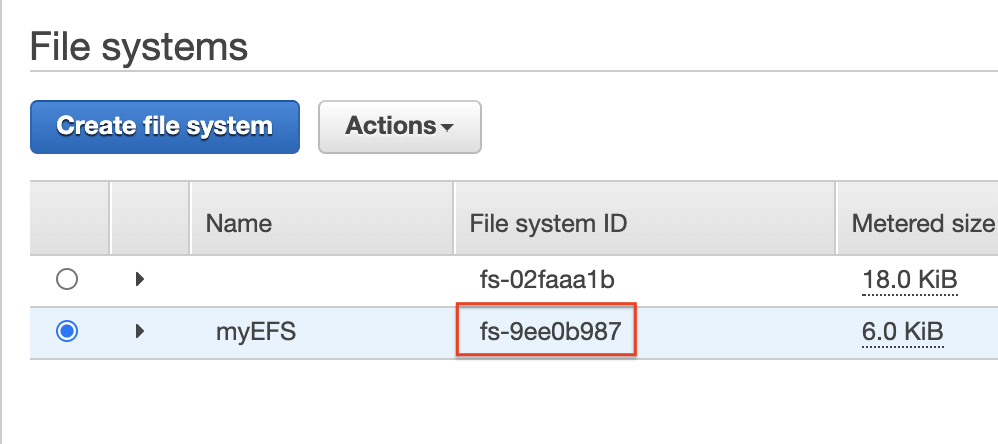 File systems
Create file system Actions
Name File system ID Metered size
fs-02faaa1b 18.0 KiB
myEFS fs-9ee0b987 6.0 KiB